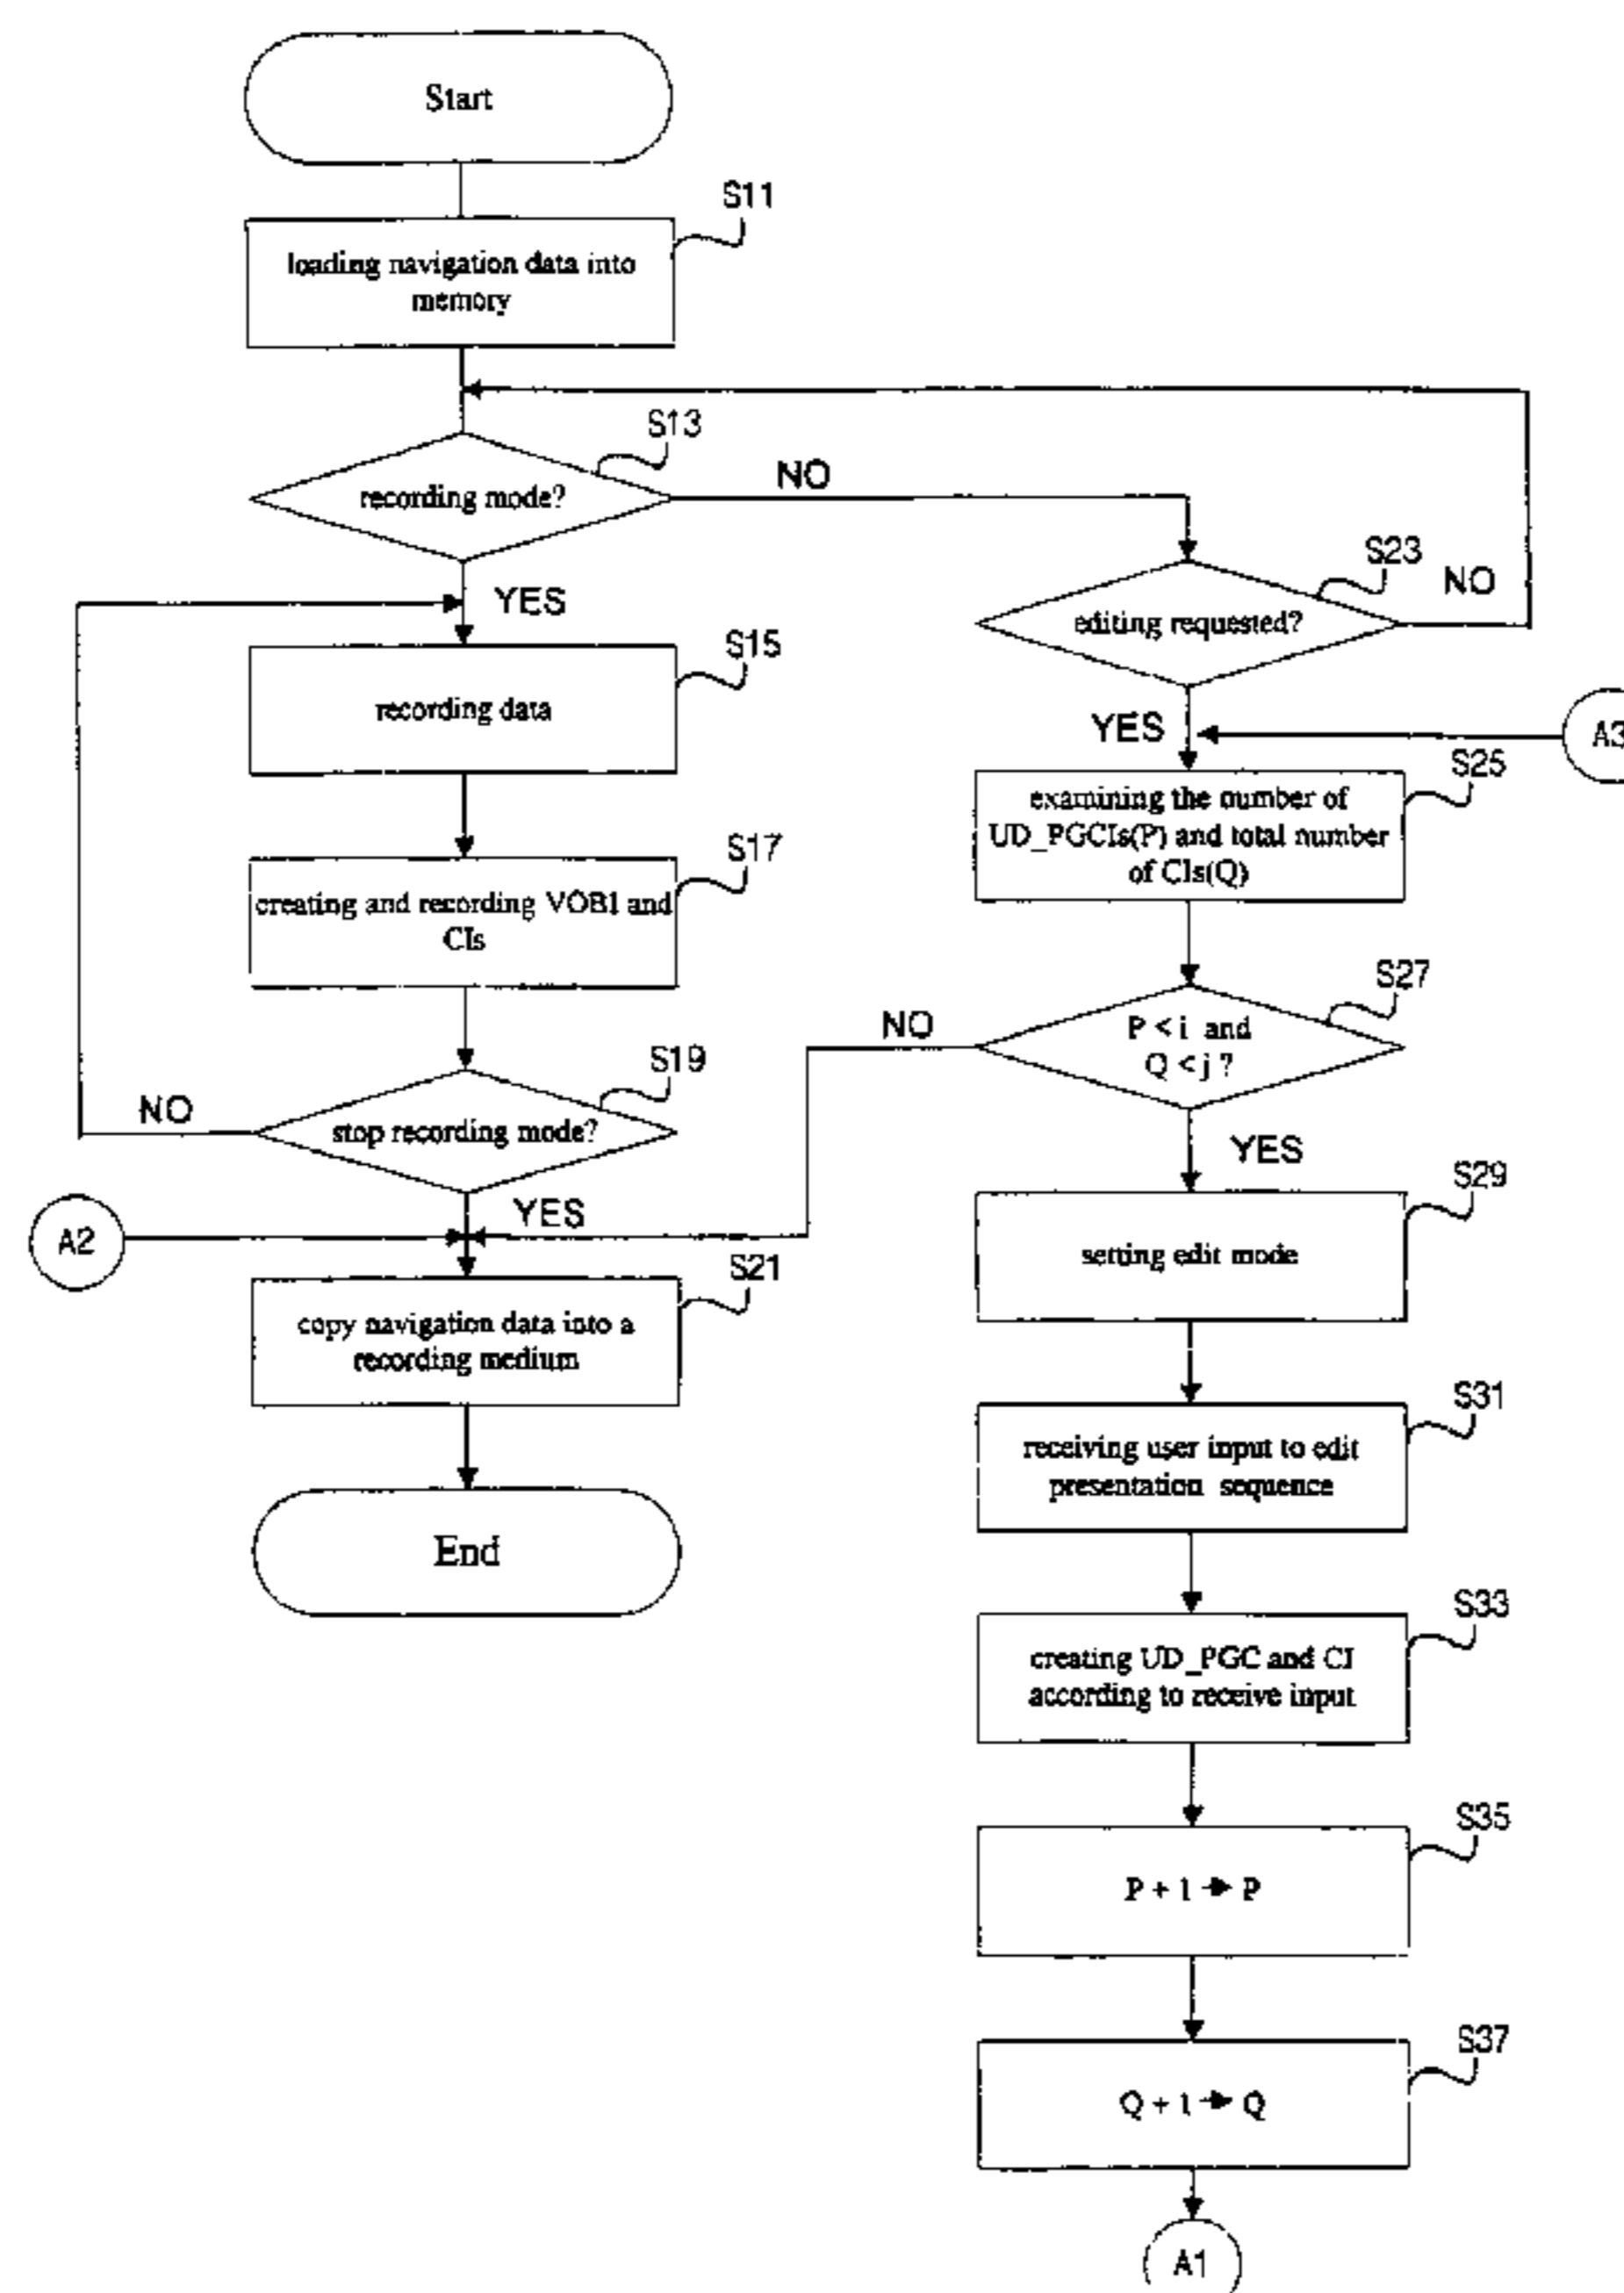 Start
S11
loading navigation data into
memory
S13
recording mode?
NO
S23
editing requested?
NO
YES
S15
recording data
YES
A3
S25
examining the number of
UD_PGCIs(P) and total number
of CIs(Q)
S17
creating and recording VOBI and
CIs
S27
P < i and
Q < j ?
NO
S19
stop recording mode?
NO
YES
YES
A2
S29
setting edit mode
S21
copy navigation data into a
recording medium
S31
receiving user input to edit
presentation sequence
End
S33
creating UD_PGC and CI
according to receive input
S35
P + 1 → P
S37
Q + 1 → Q
A1